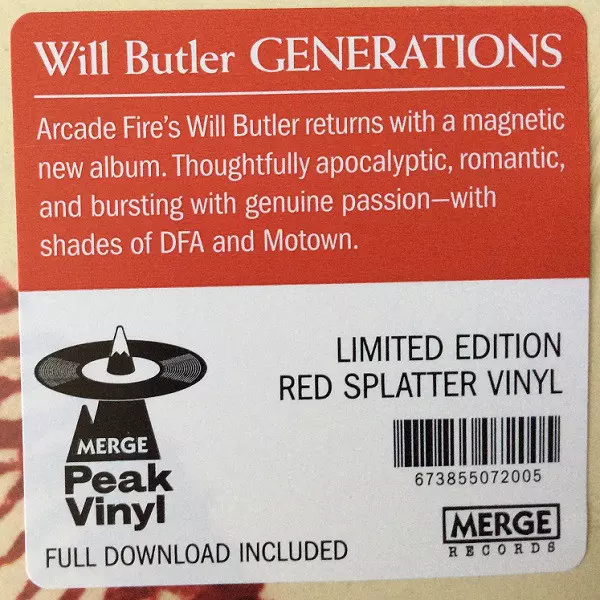 Will Butler GENERATIONS
Arcade Fire's Will Butler returns with a magnetic
new album. Thoughtfully apocalyptic, romantic,
and bursting with genuine passion—with
shades of DFA and Motown.
LIMITED EDITION
RED SPLATTER VINYL
MERGE
Peak
Vinyl
673855072005
MERGE
RECORDS
FULL DOWNLOAD INCLUDED